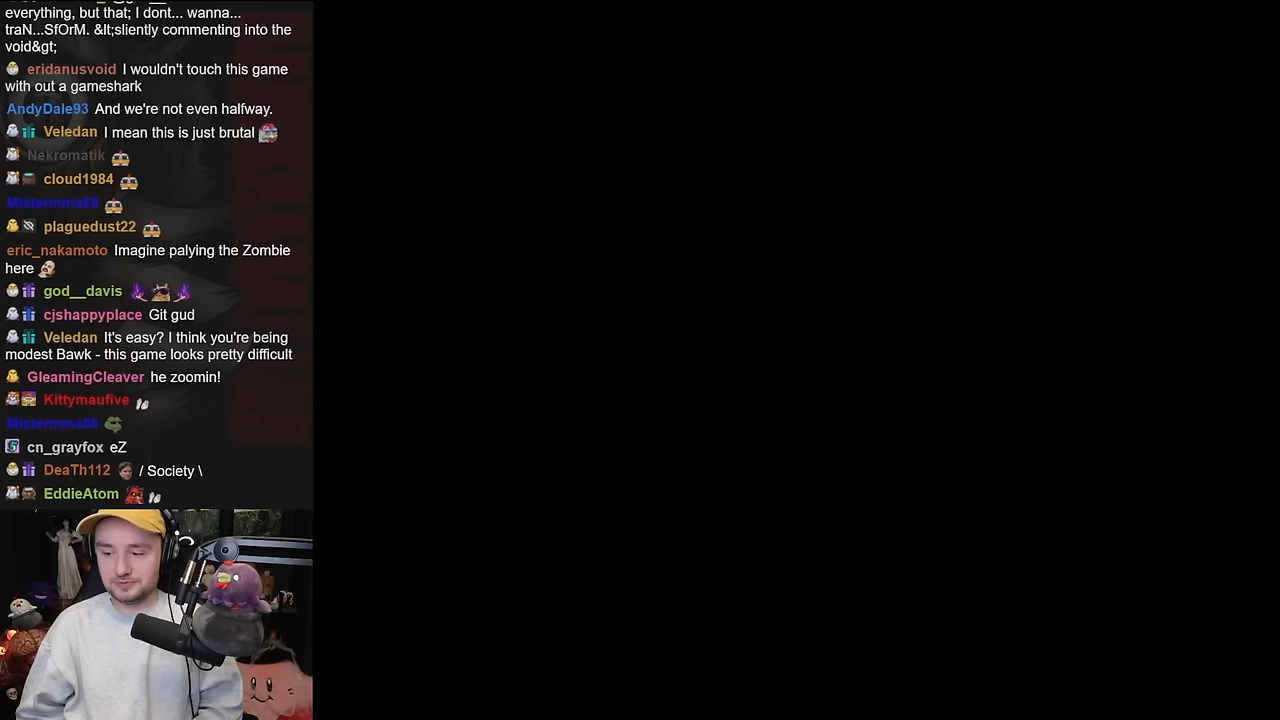 everything, but that; I dont... wanna...
traN...SfOrM. &lt;sliently commenting into the
void&gt;
eridanusvoid I wouldn't touch this game
with out a gameshark
AndyDale93 And we're not even halfway.
Veledan I mean this is just brutal
Nekromatik
cloud1984
Mistermma88
plaguedust22
eric_nakamoto Imagine palying the Zombie
here
god__davis
cjshappyplace Git gud
Veledan It's easy? I think you're being
modest Bawk - this game looks pretty difficult
GleamingCleaver he zoomin!
Kittymaufive
Mistermma88
cn_grayfox eZ
DeaTh112 / Society \
EddieAtom